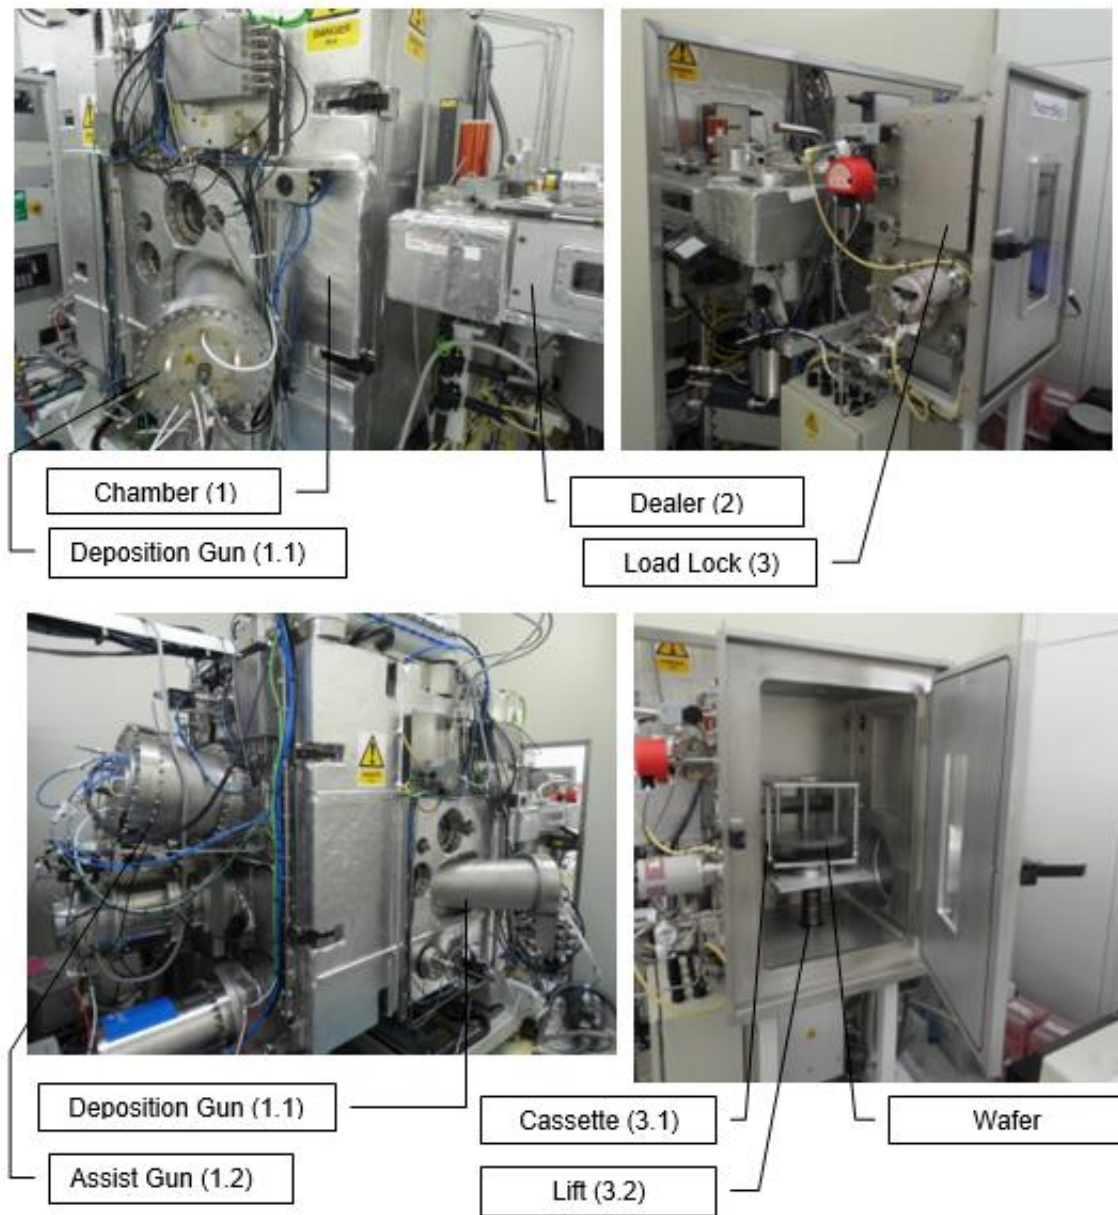 DANGER
Chamber (1)
Deposition Gun (1.1)
Dealer (2)
Load Lock (3)
Deposition Gun (1.1)
Assist Gun (1.2)
Cassette (3.1)
Lift (3.2)
Wafer